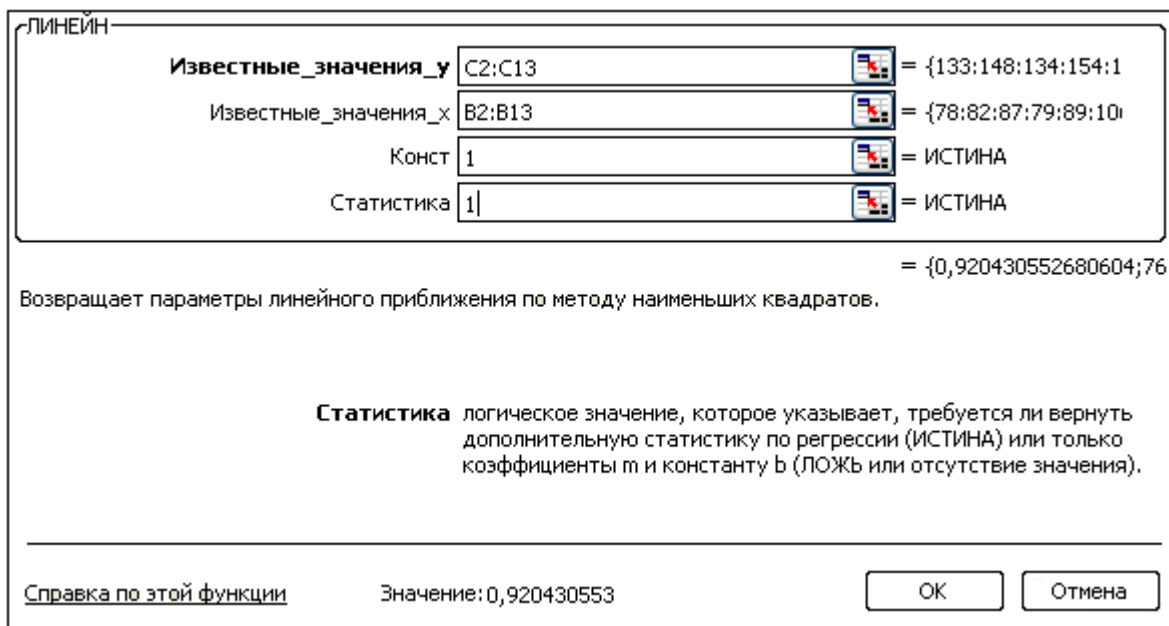 ЛИНЕЙН
Известные_значения_y C2:C13 = {133:148:134:154:1
Известные_значения_x B2:B13 = {78:82:87:79:89:10
Конст 1 = ИСТИНА
Статистика 1 = ИСТИНА
= {0,920430552680604;76
Возвращает параметры линейного приближения по методу наименьших квадратов.
Статистика логическое значение, которое указывает, требуется ли вернуть
дополнительную статистику по регрессии (ИСТИНА) или только
коэффициенты m и константу b (ЛОЖЬ или отсутствие значения).
Справка по этой функции Значение: 0,920430553 ОК Отмена